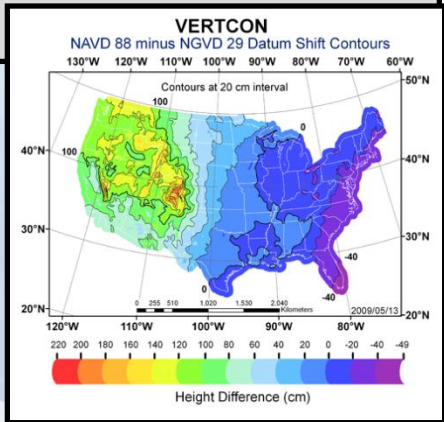 VERTCON
NAVD 88 minus NGVD 29 Datum Shift Contours
130°W 120°W 110°W 100°W 90°W 80°W 70°W 60°W
Contours at 20 cm interval
50°N
100
0
100
40°N
40°N
30°N
30°N
-40
0
-40
0 255 510 1,020 1,530 2,040
Kilometers
2009/05/13
20°N
20°N
120°W 110°W 100°W 90°W 80°W 70°W
220 200 180 160 140 120 100 80 60 40 20 0 -20 -40 -49
Height Difference (cm)